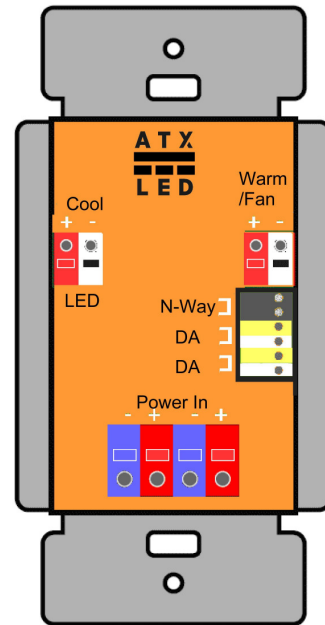 ATX
LED
Cool
+ -
LED
Warm
/Fan
+ -
N-Way
DA
DA
Power In
- + - +